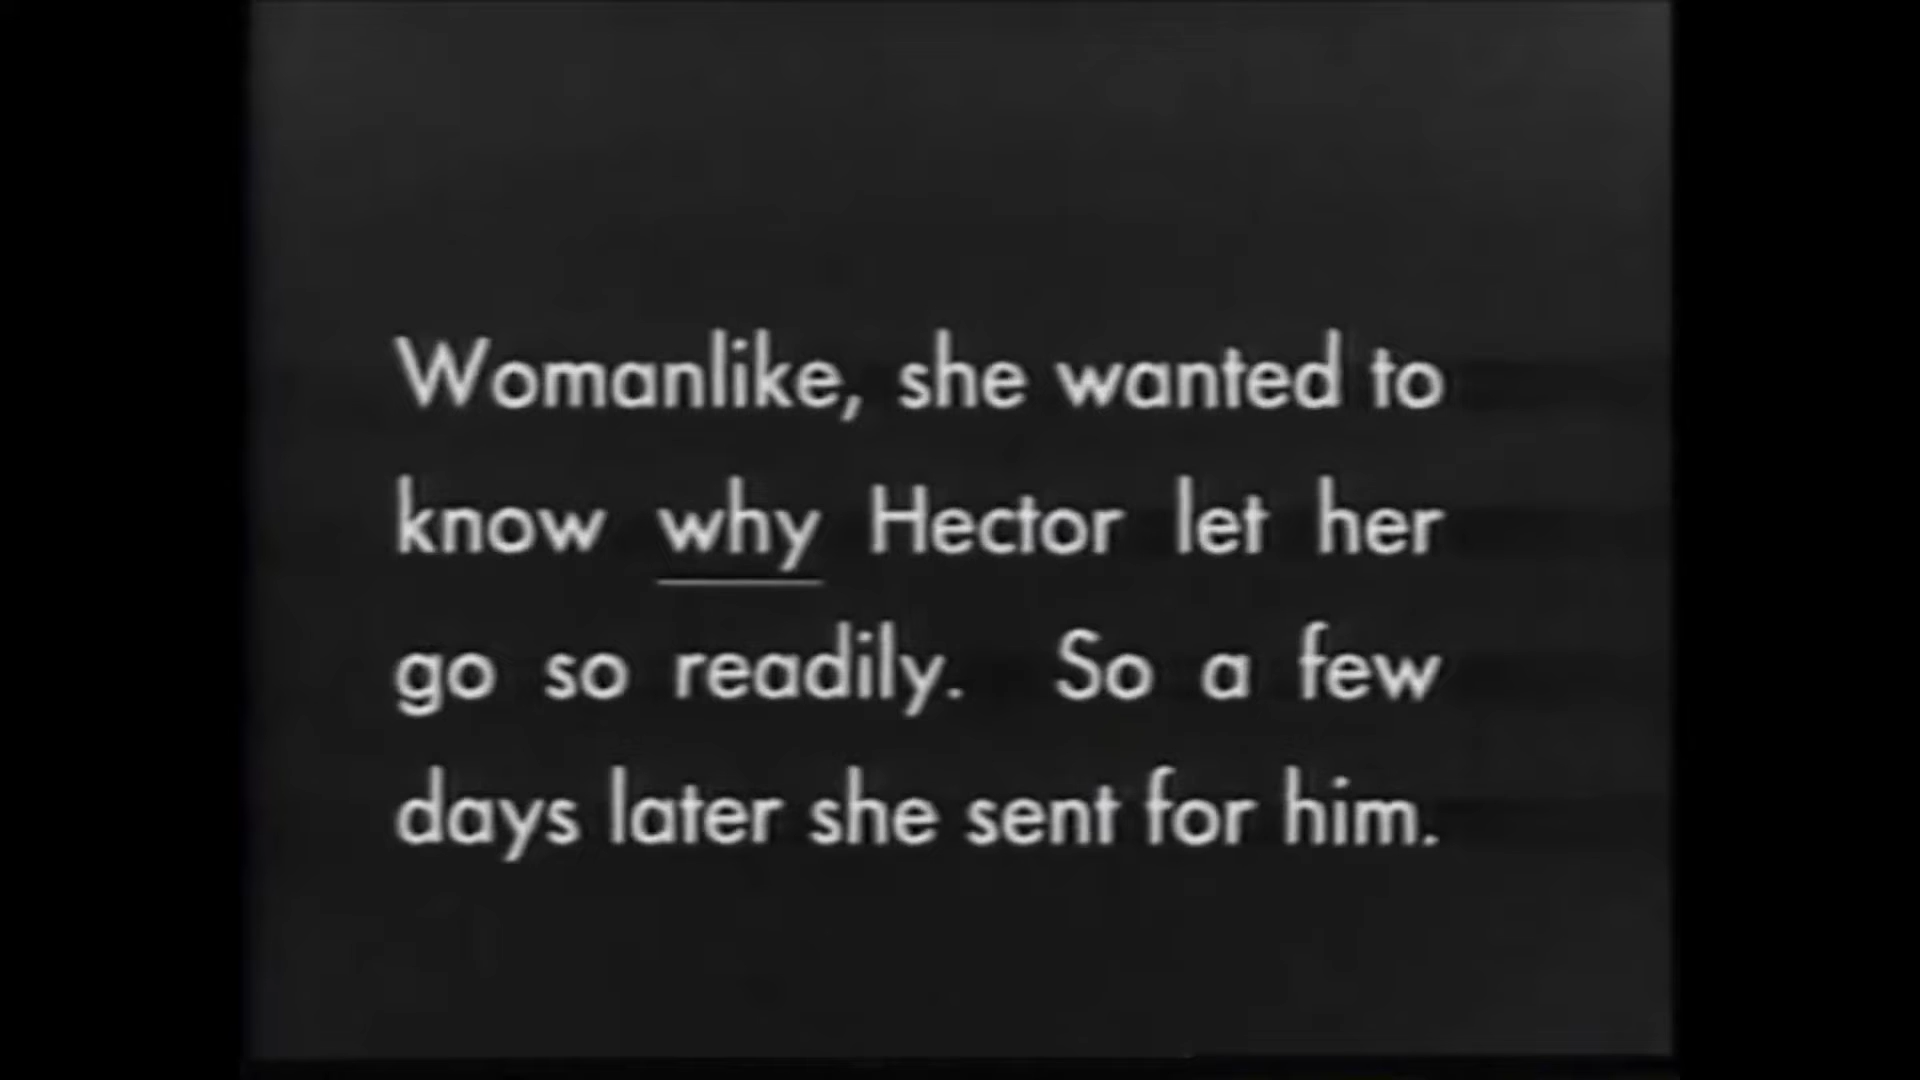 Womanlike, she wanted to
know why Hector let her
go so readily. So a few
days later she sent for him.